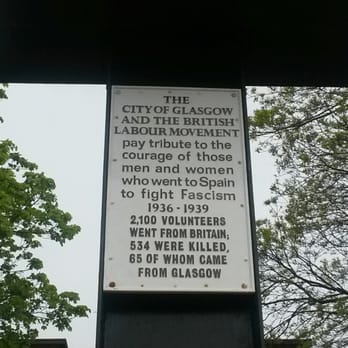 THE
CITY OF GLASGOW
AND THE BRITISH
LABOUR MOVEMENT
pay tribute to the
courage of those
men and women
who went to Spain
to fight Fascism
1936 - 1939
2,100 VOLUNTEERS
WENT FROM BRITAIN;
534 WERE KILLED,
65 OF WHOM CAME
FROM GLASGOW